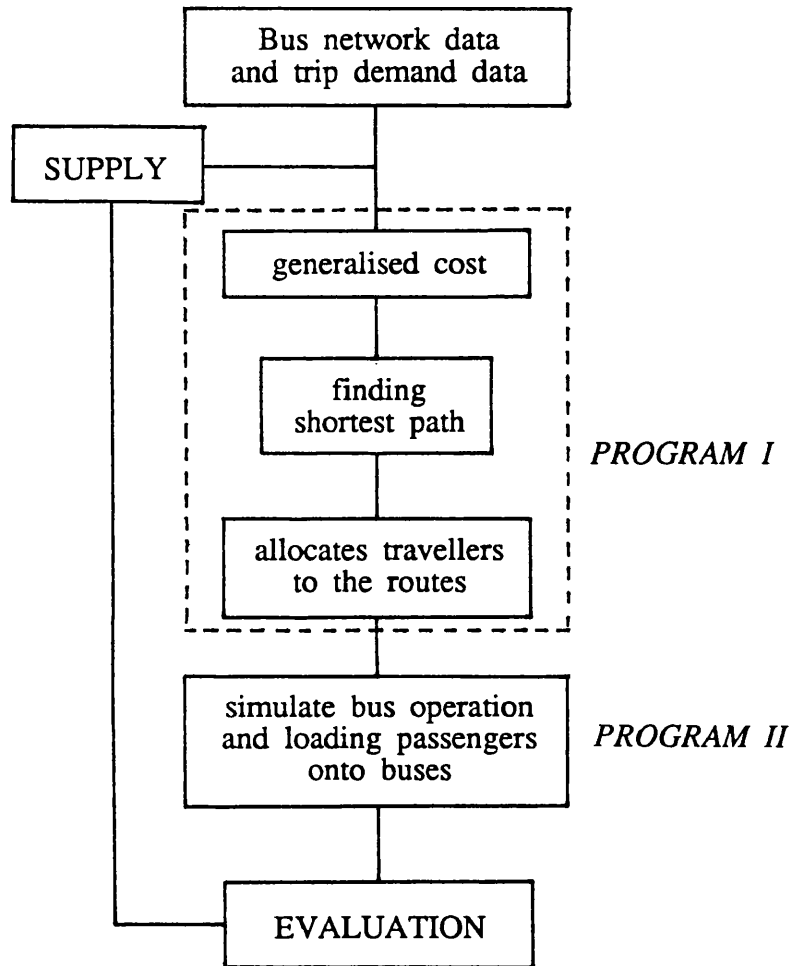 Bus network data
and trip demand data
SUPPLY
generalised cost
finding
shortest path
PROGRAM I
allocates travellers
to the routes
simulate bus operation
and loading passengers
onto buses
PROGRAM II
EVALUATION